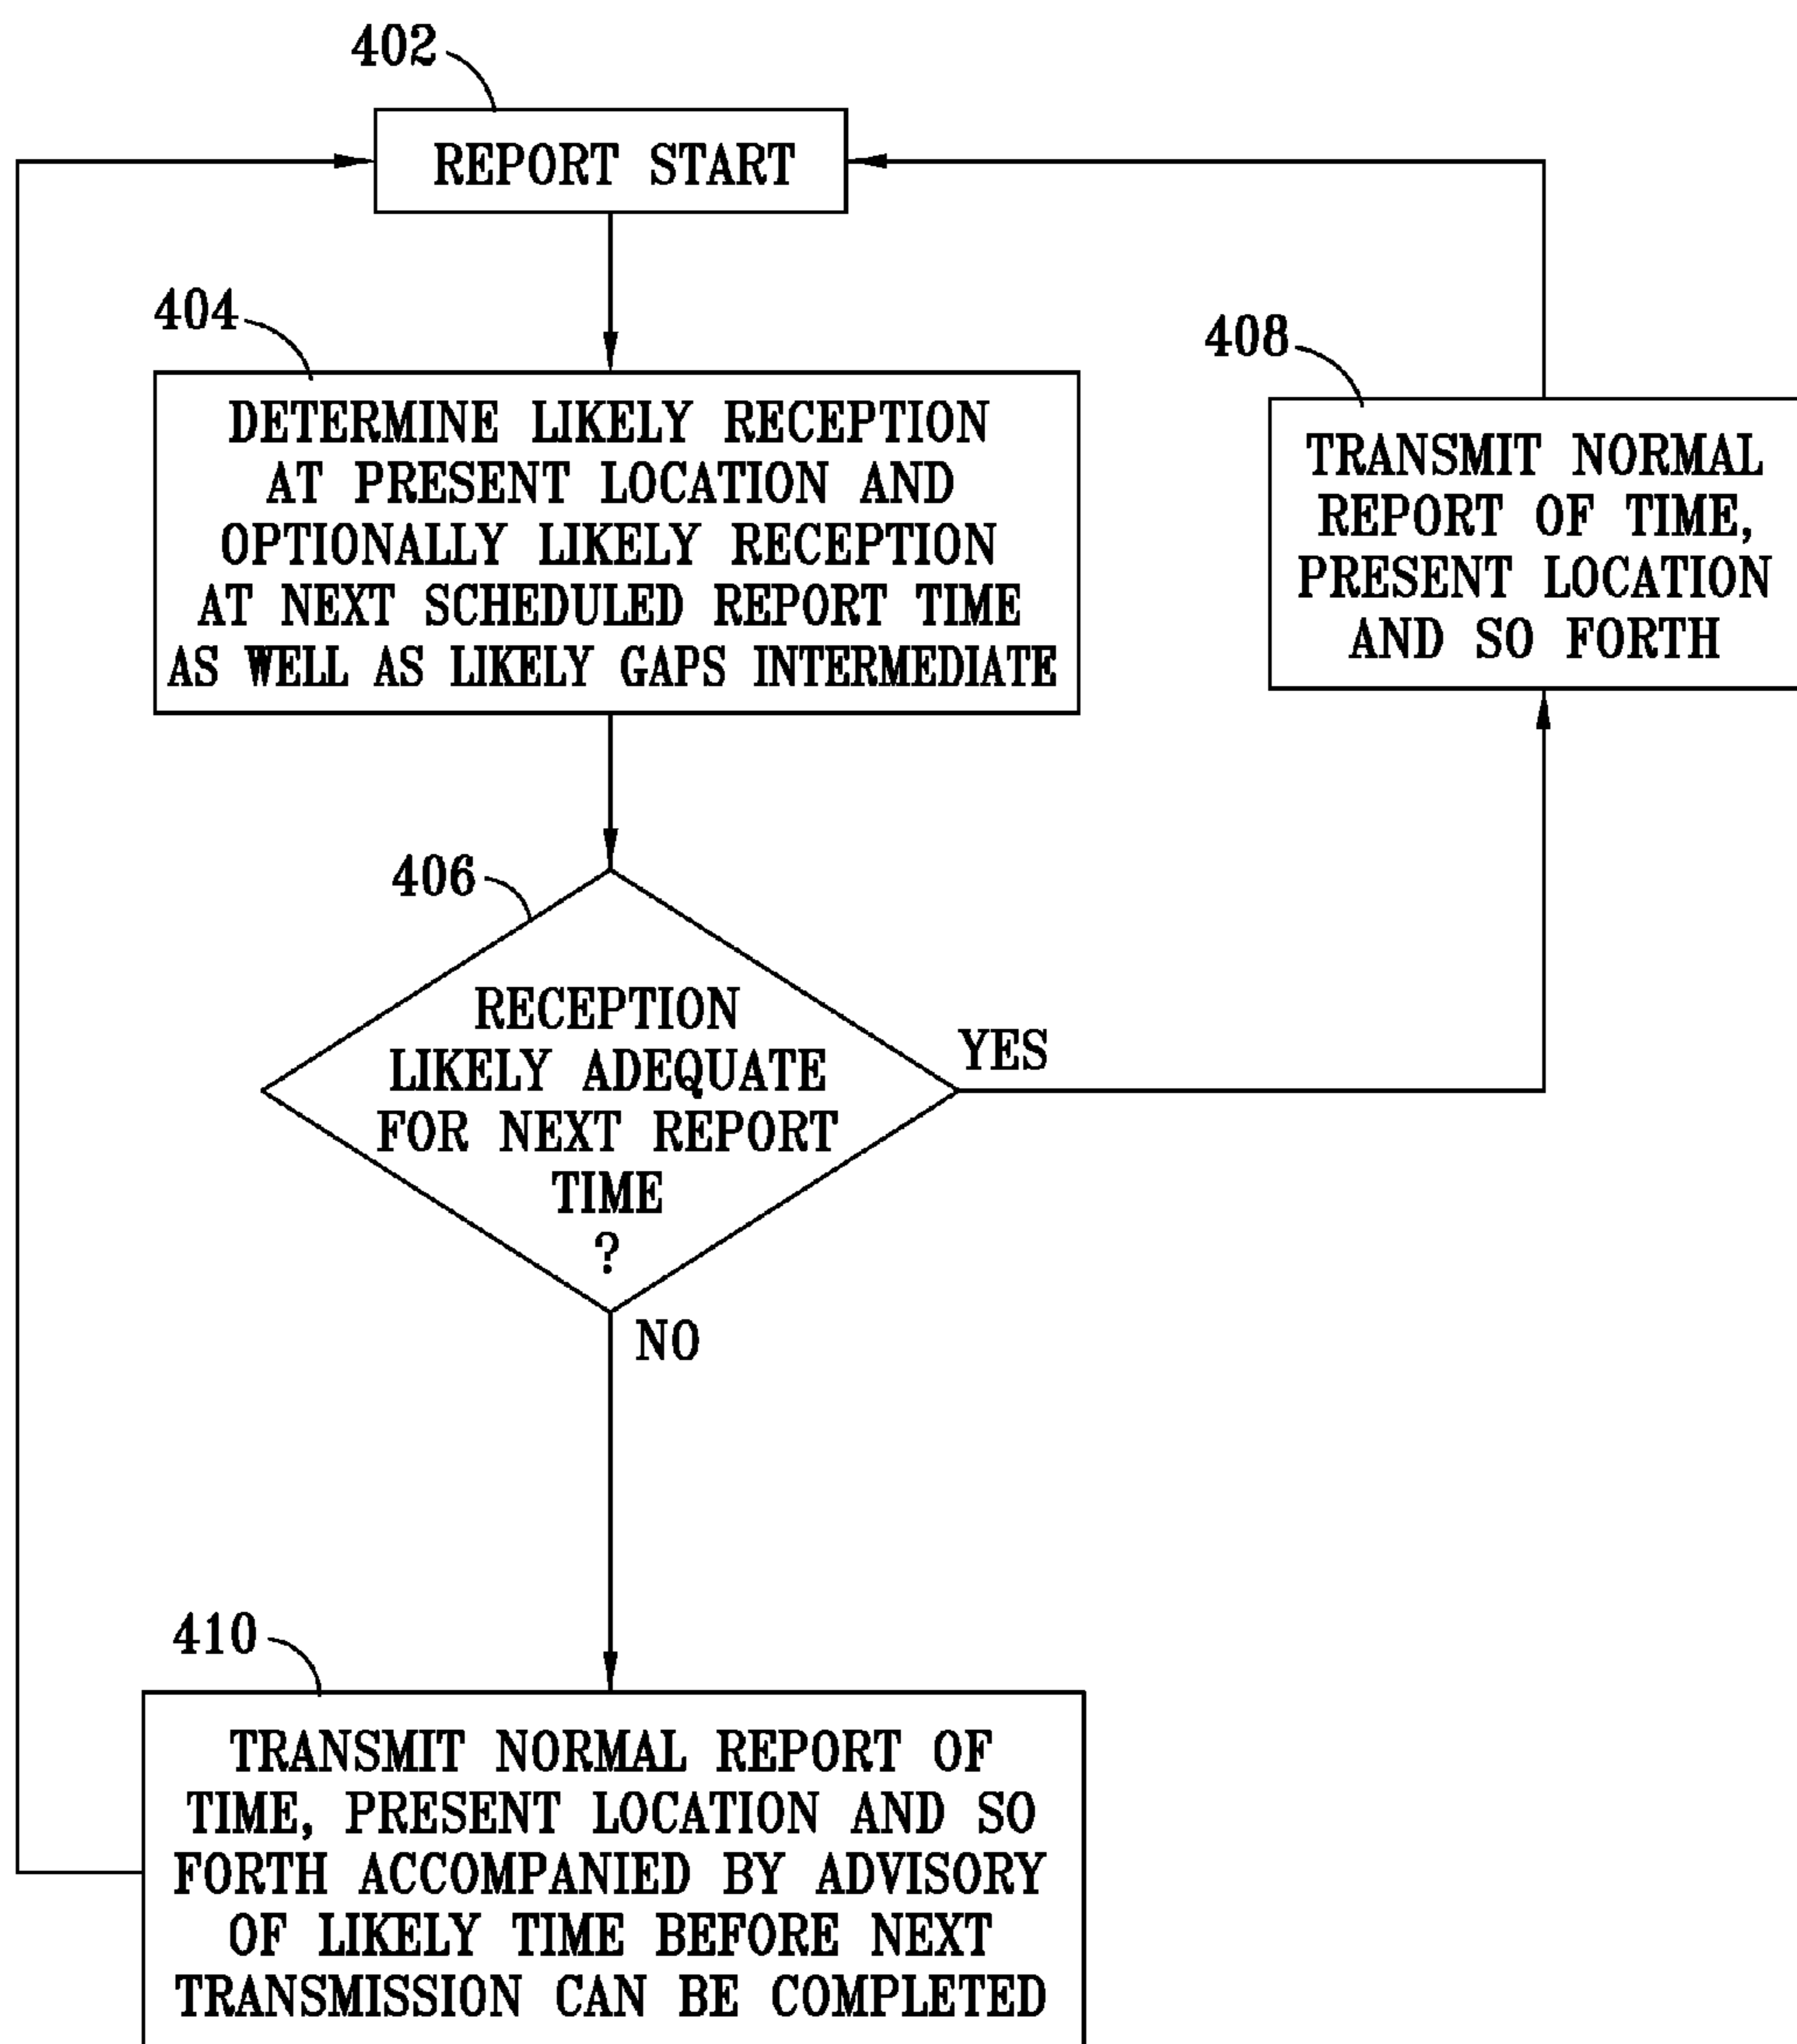 402
REPORT START
404
DETERMINE LIKELY RECEPTION
AT PRESENT LOCATION AND
OPTIONALLY LIKELY RECEPTION
AT NEXT SCHEDULED REPORT TIME
AS WELL AS LIKELY GAPS INTERMEDIATE
408
TRANSMIT NORMAL
REPORT OF TIME,
PRESENT LOCATION
AND SO FORTH
406
RECEPTION
LIKELY ADEQUATE
FOR NEXT REPORT
TIME
?
YES
NO
410
TRANSMIT NORMAL REPORT OF
TIME, PRESENT LOCATION AND SO
FORTH ACCOMPANIED BY ADVISORY
OF LIKELY TIME BEFORE NEXT
TRANSMISSION CAN BE COMPLETED